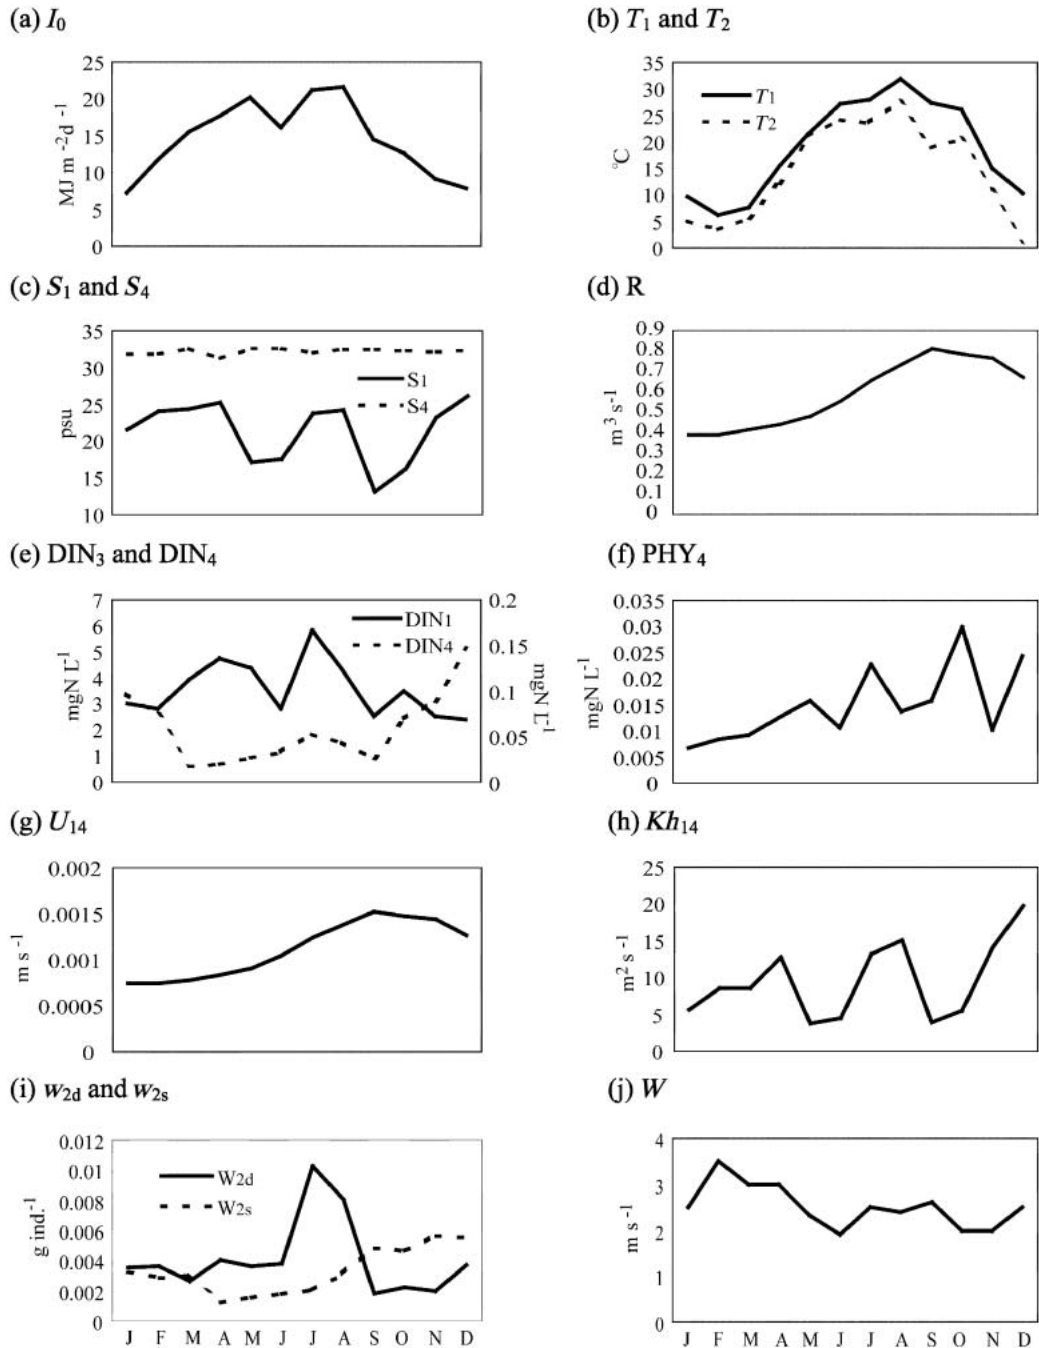 (a) I₀
25
20
15
10
5
0
MJ m -2d -1
(b) T₁ and T₂
35
30
25
20
15
10
5
0
°C
T1
T2
(c) S₁ and S₄
35
30
25
20
15
10
psu
S1
S4
(d) R
0.9
0.8
0.7
0.6
0.5
0.4
0.3
0.2
0.1
0
m 3 s-1
(e) DIN₃ and DIN₄
7
6
5
4
3
2
1
0
mgN L-1
DIN1
DIN4
0.2
0.15
0.1
0.05
0
mgN L-1
(f) PHY₄
0.035
0.03
0.025
0.02
0.015
0.01
0.005
0
mgN L-1
(g) U₁₄
0.002
0.0015
0.001
0.0005
0
m s -1
(h) Kh₁₄
25
20
15
10
5
0
m2 s-1
(i) w₂d and w₂s
0.012
0.01
0.008
0.006
0.004
0.002
0
g ind.-1
W2d
W2s
J F M A M J J A S O N D
(j) W
4
3
2
1
0
m s -1
J F M A M J J A S O N D